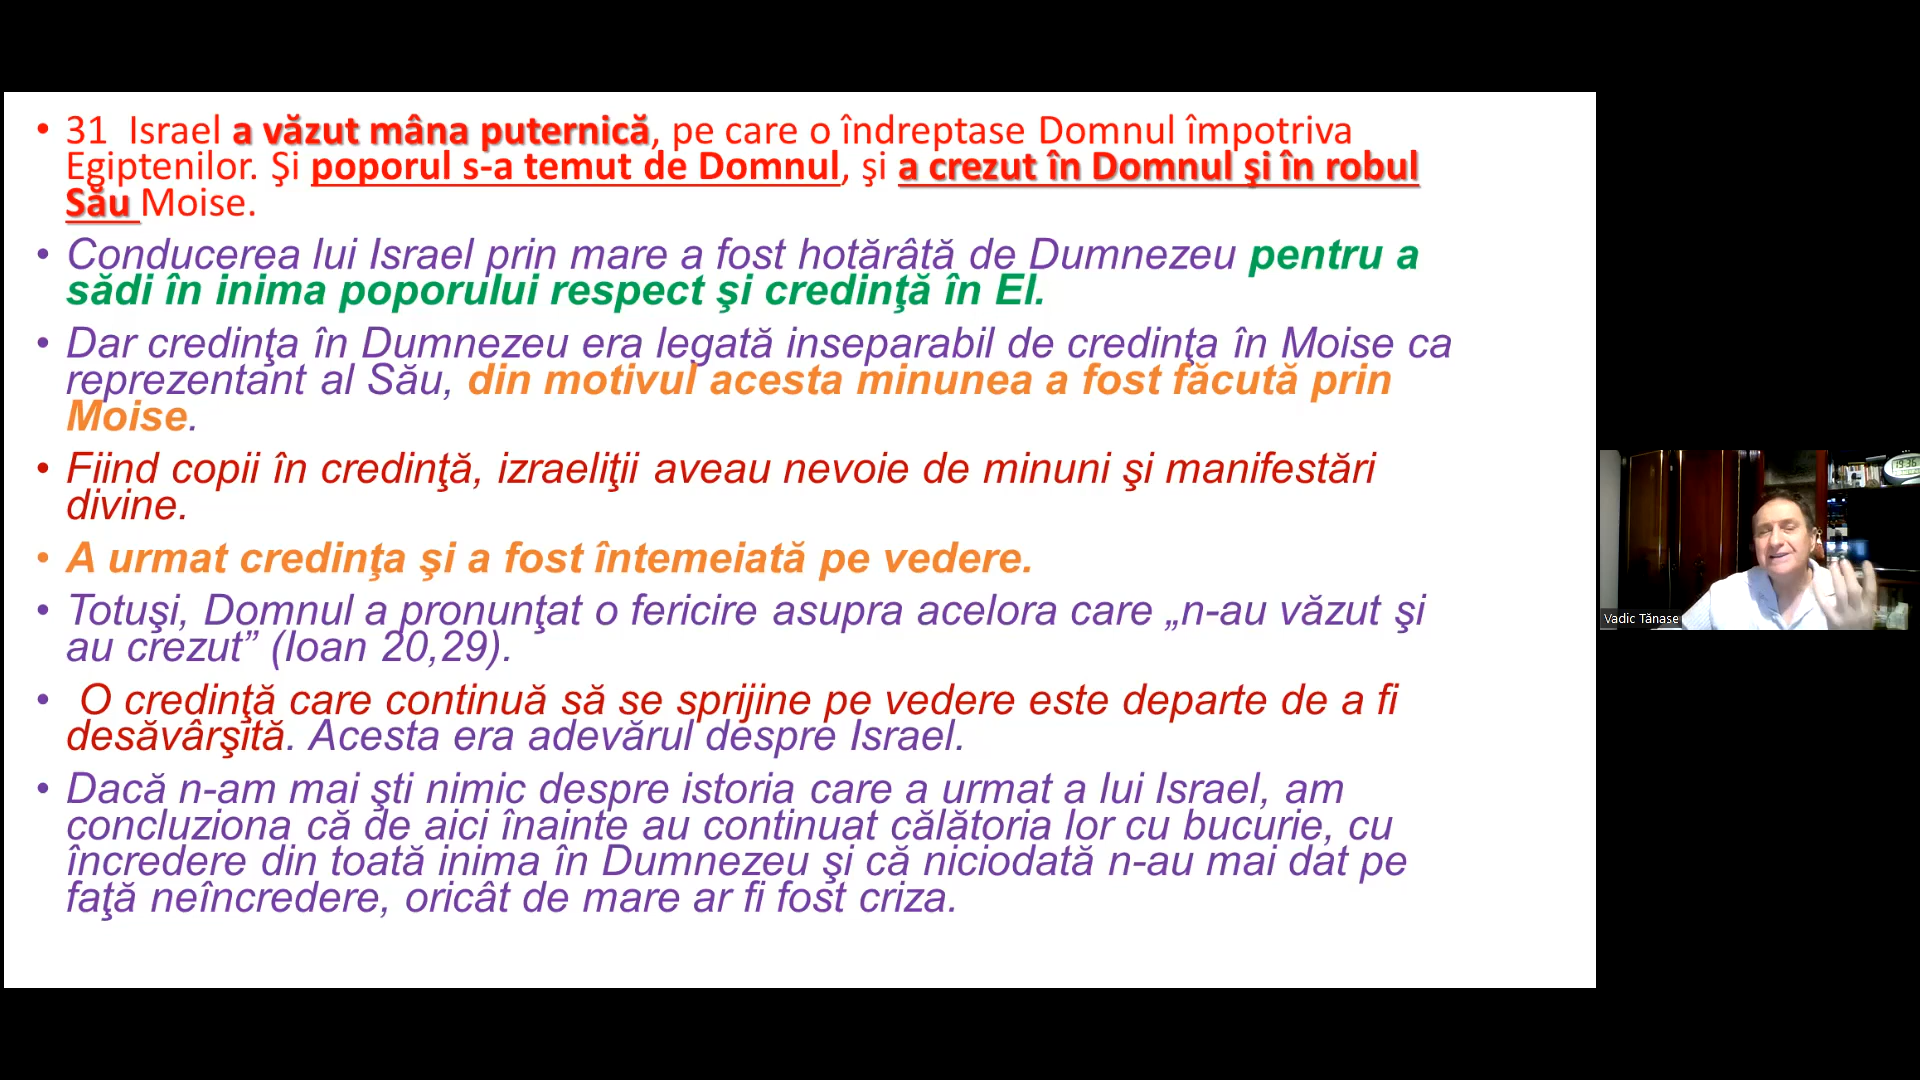 • 31 Israel a văzut mâna puternică, pe care o îndreptase Domnul împotriva
Egiptenilor. Şi poporul s-a temut de Domnul, şi a crezut în Domnul şi în robul
Său Moise.
• Conducerea lui Israel prin mare a fost hotărâtă de Dumnezeu pentru a
sădi în inima poporului respect şi credinţă în El.
• Dar credinţa în Dumnezeu era legată inseparabil de credinţa în Moise ca
reprezentant al Său, din motivul acesta minunea a fost făcută prin
Moise.
• Fiind copii în credinţă, izraeliţii aveau nevoie de minuni şi manifestări
divine.
• A urmat credinţa şi a fost întemeiată pe vedere.
• Totuşi, Domnul a pronunţat o fericire asupra acelora care „n-au văzut şi
au crezut” (Ioan 20,29).
• O credinţă care continuă să se sprijine pe vedere este departe de a fi
desăvârşită. Acesta era adevărul despre Israel.
• Dacă n-am mai şti nimic despre istoria care a urmat a lui Israel, am
concluziona că de aici înainte au continuat călătoria lor cu bucurie, cu
încredere din toată inima în Dumnezeu şi că niciodată n-au mai dat pe
faţă neîncredere, oricât de mare ar fi fost criza.
19:36
Vadic Tănase